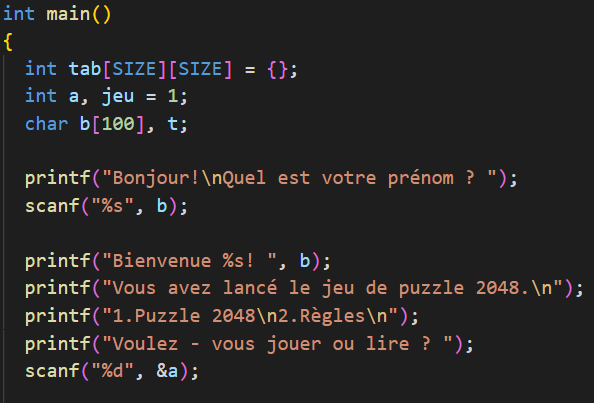 int main()
{
int tab[SIZE][SIZE] = {};
int a, jeu = 1;
char b[100], t;
printf("Bonjour!\nQuel est votre prénom ? ");
scanf("%s", b);
printf("Bienvenue %s! ", b);
printf("Vous avez lancé le jeu de puzzle 2048.\n");
printf("1.Puzzle 2048\n2.Règles\n");
printf("Voulez - vous jouer ou lire ? ");
scanf("%d", &a);